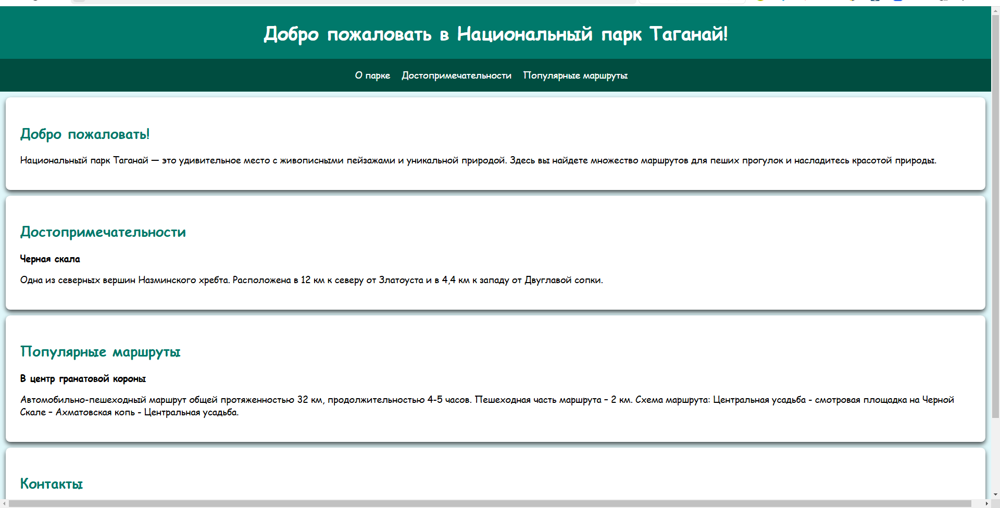 Добро пожаловать в Национальный парк Таганай!
О парке Достопримечательности Популярные маршруты
Добро пожаловать!
Национальный парк Таганай — это удивительное место с живописными пейзажами и уникальной природой. Здесь вы найдете множество маршрутов для пеших прогулок и насладитесь красотой природы.
Достопримечательности
Черная скала
Одна из северных вершин Назминского хребта. Расположена в 12 км к северу от Златоуста и в 4,4 км к западу от Двуглавой сопки.
Популярные маршруты
В центр гранатовой короны
Автомобильно-пешеходный маршрут общей протяженностью 32 км, продолжительностью 4-5 часов. Пешеходная часть маршрута – 2 км. Схема маршрута: Центральная усадьба - смотровая площадка на Черной
Скале – Ахматовская копь - Центральная усадьба.
Контакты